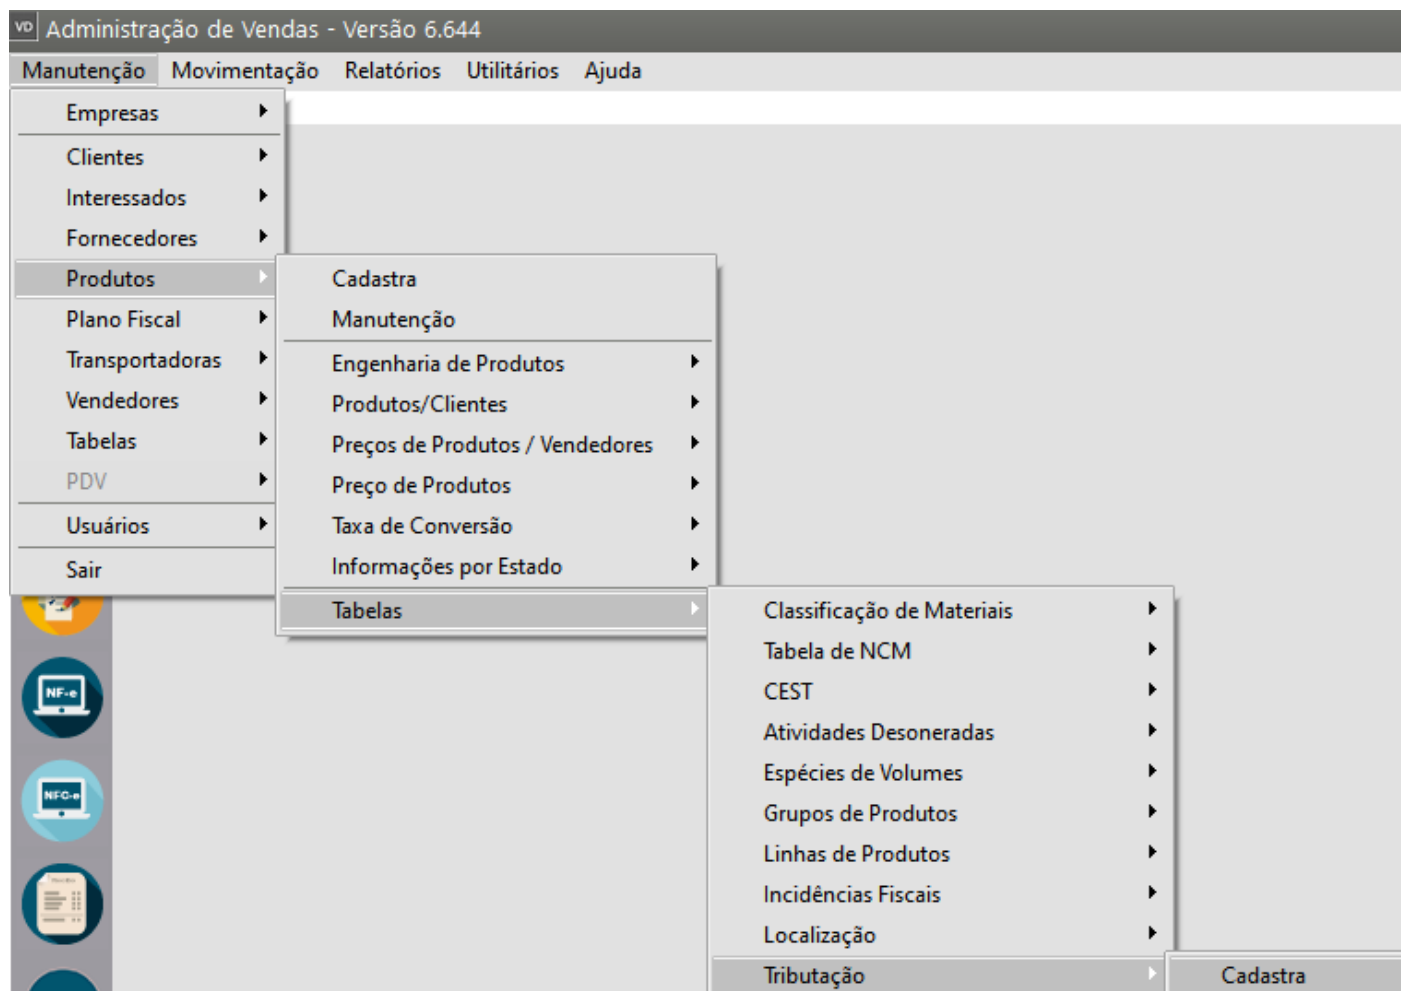 VD Administração de Vendas - Versão 6.644
Manutenção Movimentação Relatórios Utilitários Ajuda
Empresas
Clientes
Interessados
Fornecedores
Produtos
Plano Fiscal
Transportadoras
Vendedores
Tabelas
PDV
Usuários
Sair
Cadastra
Manutenção
Engenharia de Produtos
Produtos/Clientes
Preços de Produtos / Vendedores
Preço de Produtos
Taxa de Conversão
Informações por Estado
Tabelas
Classificação de Materiais
Tabela de NCM
CEST
Atividades Desoneradas
Espécies de Volumes
Grupos de Produtos
Linhas de Produtos
Incidências Fiscais
Localização
Tributação
Cadastra
NF-e
NFC-e